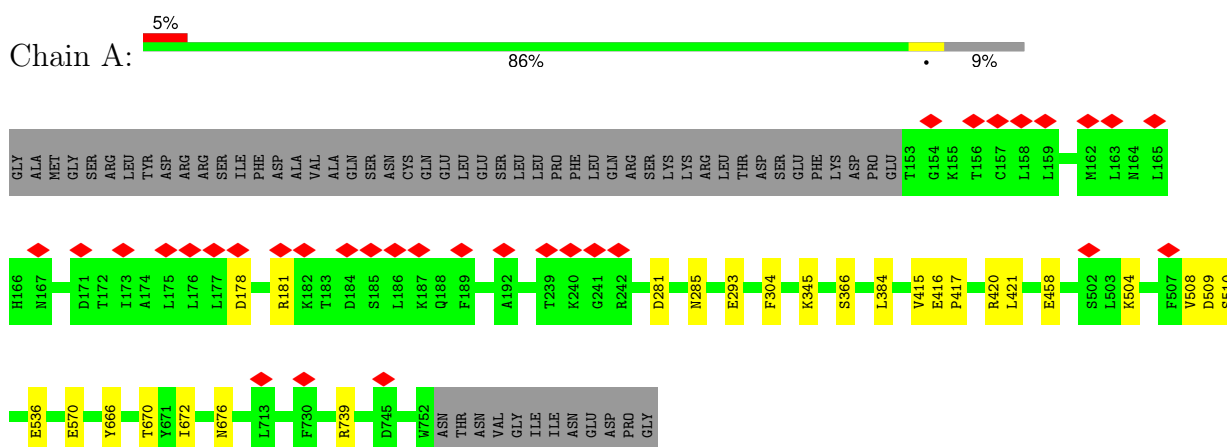 5%
Chain A:
86% • 9%
GLY ALA MET GLY SER ARG LEU TYR ASP ARG ARG SER ILE PHE ASP ALA VAL ALA GLN SER ASN CYS GLN GLU LEU GLU SER LEU LEU PRO PHE LEU GLN ARG SER LYS LYS ARG LEU THR ASP SER GLU PHE LYS ASP PRO GLU T153 G154 K155 T156 C157 L158 L159 M162 L163 N164 L165
H166 N167 D171 T172 I173 A174 L175 L176 L177 D178 R181 K182 T183 D184 S185 L186 K187 Q188 F189 A192 T239 K240 G241 R242 D281 N285 E293 F304 K345 S366 L384 V415 E416 P417 R420 L421 E458 S502 L503 K504 F507 V508 D509 S510
E536 E570 Y666 T670 Y671 I672 N676 L713 F730 R739 D745 W752 ASN THR ASN VAL GLY ILE ILE ASN GLU ASP PRO GLY